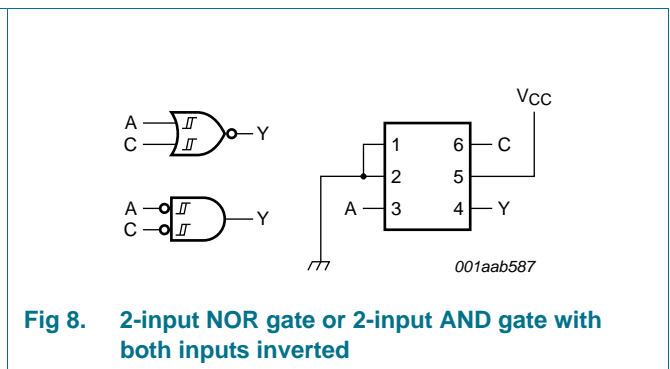 A
C
Y
A
C
Y
VCC
1
6
C
2
5
A
3
4
Y
001aab587
Fig 8. 2-input NOR gate or 2-input AND gate with
both inputs inverted